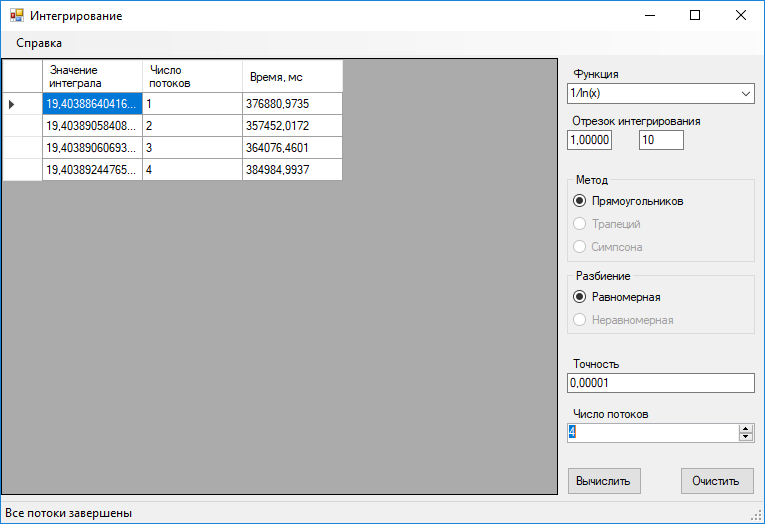 Интегрирование
Справка
Значение интеграла
Число потоков
Время, мс
19,40388640416...
1
376880,9735
19,40389058408...
2
357452,0172
19,40389060693...
3
364076,4601
19,40389244765...
4
384984,9937
Функция
1/ln(x)
Отрезок интегрирования
1,00000
10
Метод
Прямоугольников
Трапеций
Симпсона
Разбиение
Равномерная
Неравномерная
Точность
0,00001
Число потоков
4
Вычислить
Очистить
Все потоки завершены